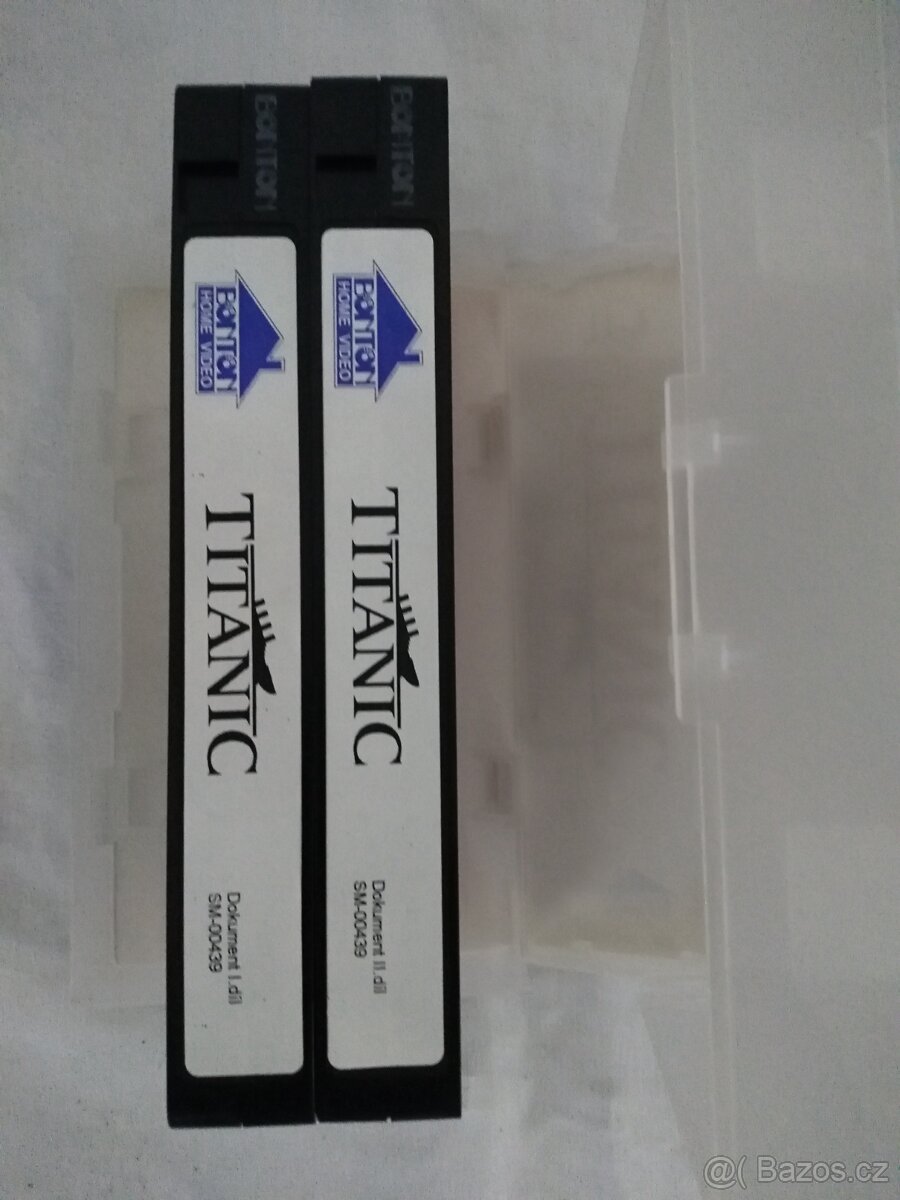 BONTON
BONTON
HOME VIDEO
TITANIC
Dokument I.díl
SM-00439
BONTON
BONTON
HOME VIDEO
TITANIC
Dokument II.díl
SM-00439
@( Bazos.cz